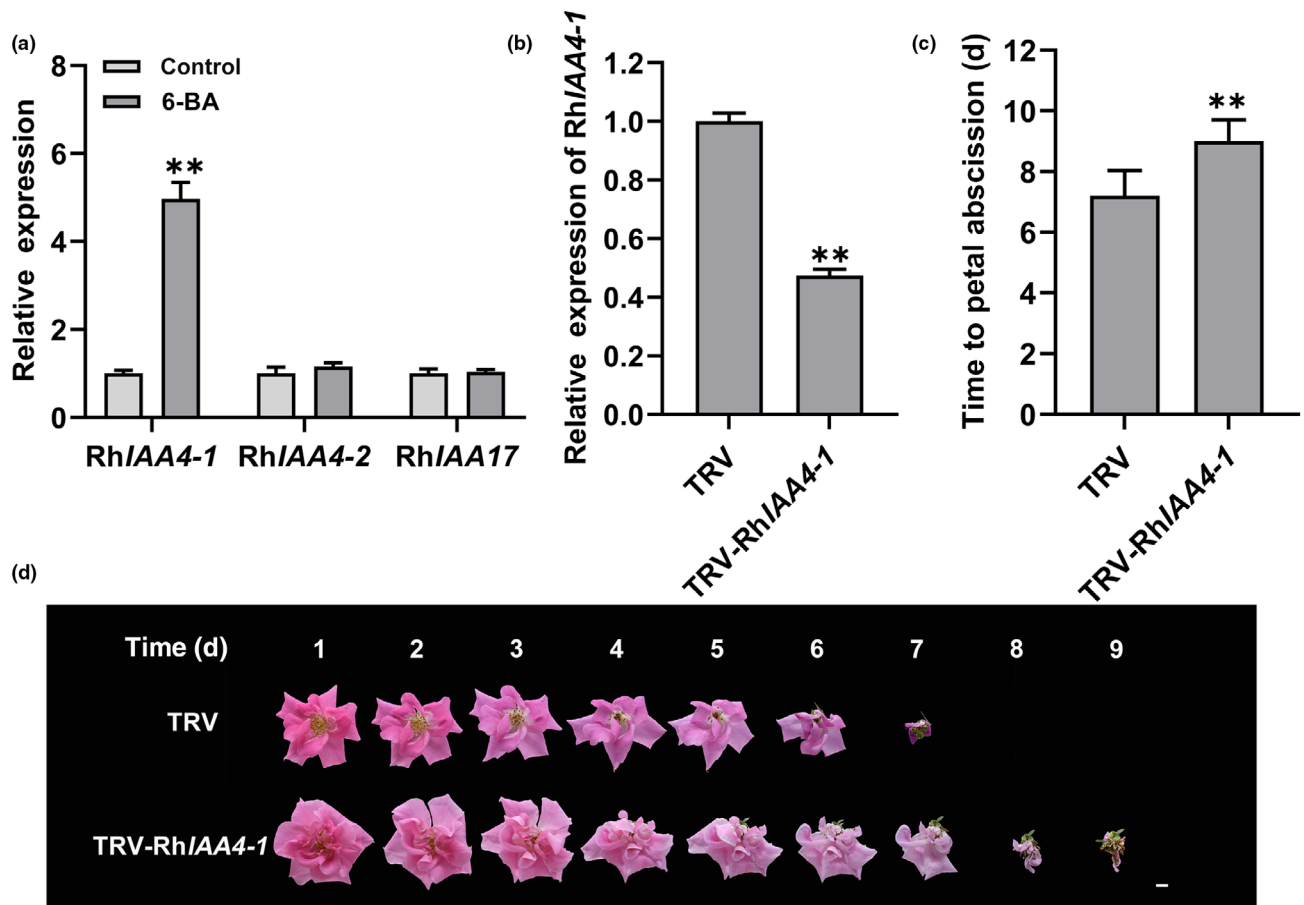 (a)
Relative expression
8
6
4
2
0
Control
6-BA
**
RhIAA4-1 RhIAA4-2 RhIAA17
(b)
Relative expression of RhIAA4-1
1.2
1.0
0.8
0.6
0.4
0.2
0.0
**
TRV
TRV-RhIAA4-1
(c)
Time to petal abscission (d)
12
10
8
6
4
2
0
**
TRV
TRV-RhIAA4-1
(d)
Time (d) 1 2 3 4 5 6 7 8 9
TRV
TRV-RhIAA4-1